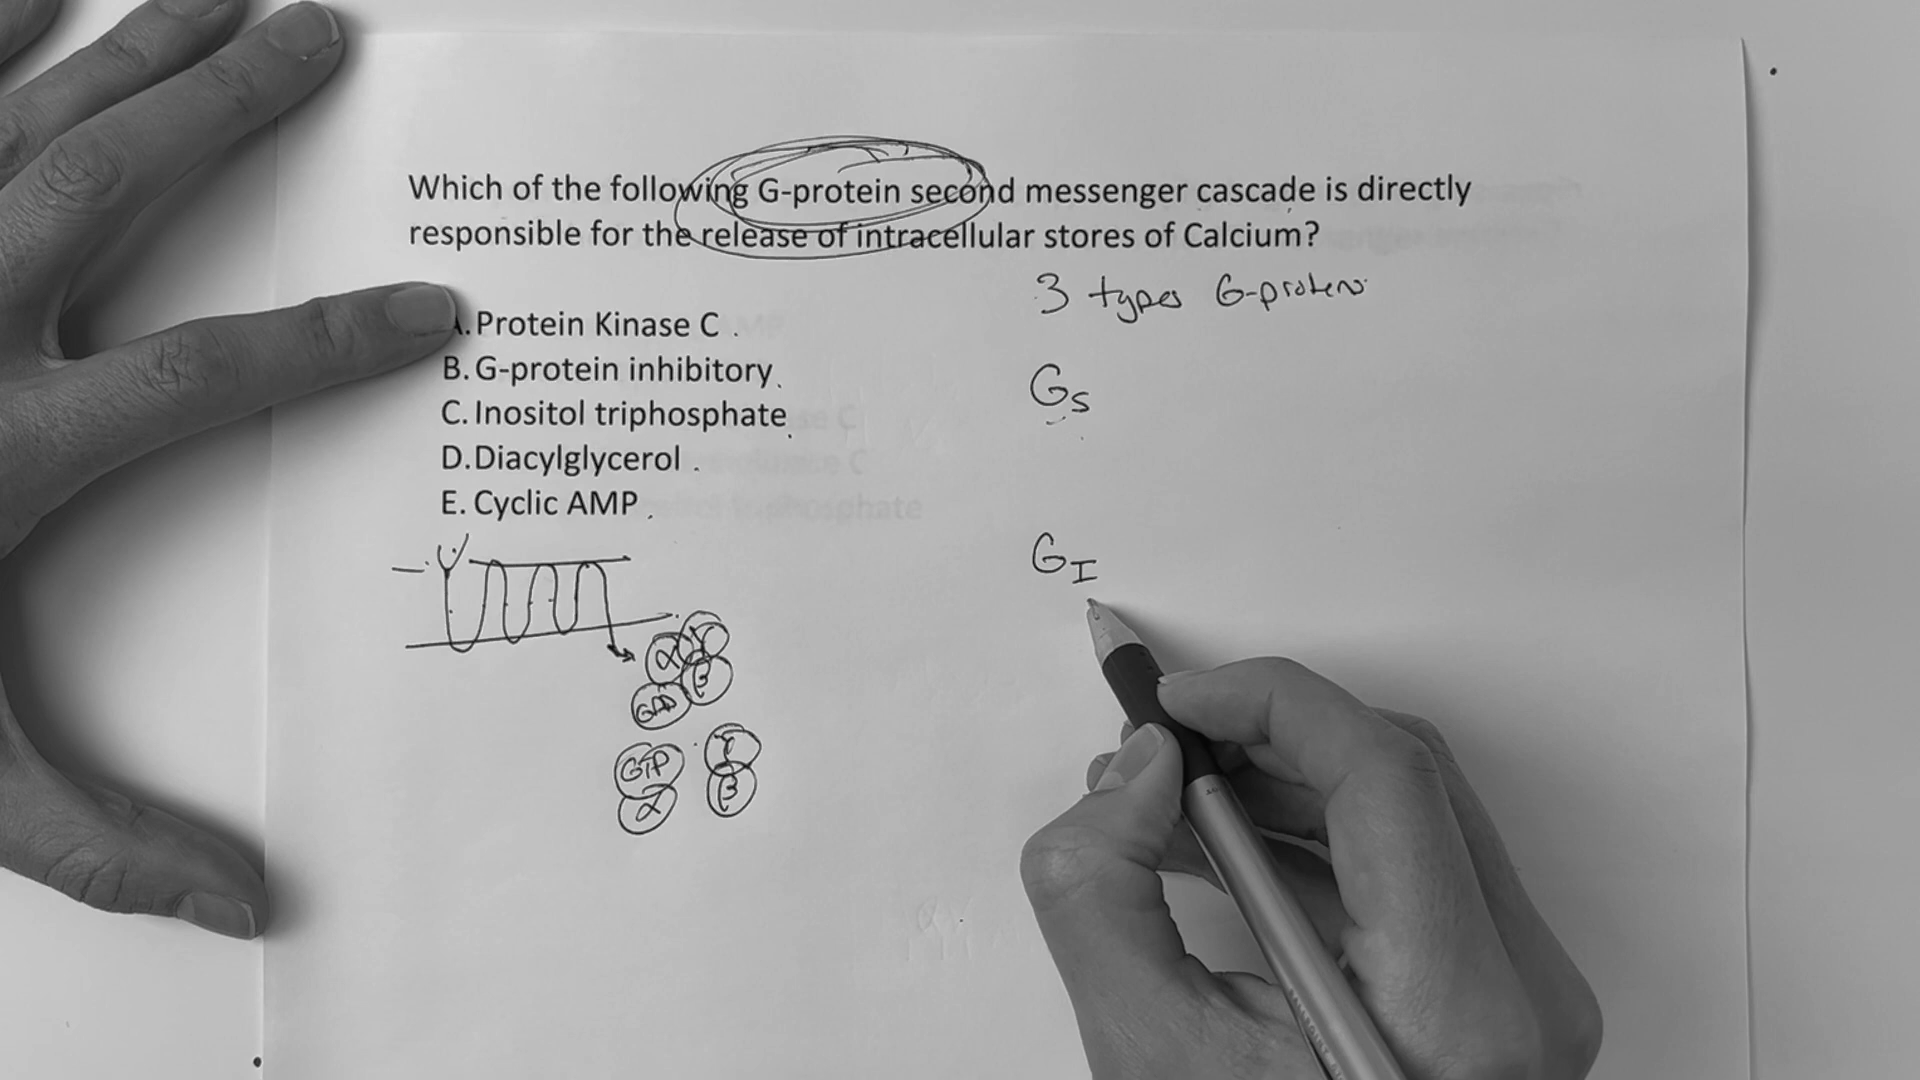 Which of the following G-protein second messenger cascade is directly
responsible for the release of intracellular stores of Calcium?
3 types G-proteins
A. Protein Kinase C
B. G-protein inhibitory
C. Inositol triphosphate
D. Diacylglycerol
E. Cyclic AMP
Gs
GI
α γ
β
GDP
GTP γ
α β